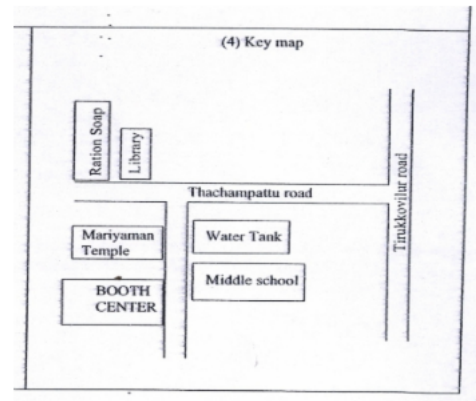 (4) Key map
Ration Soap
Library
Thachampattu road
Tirukkovilur road
Mariyaman
Temple
Water Tank
BOOTH
CENTER
Middle school